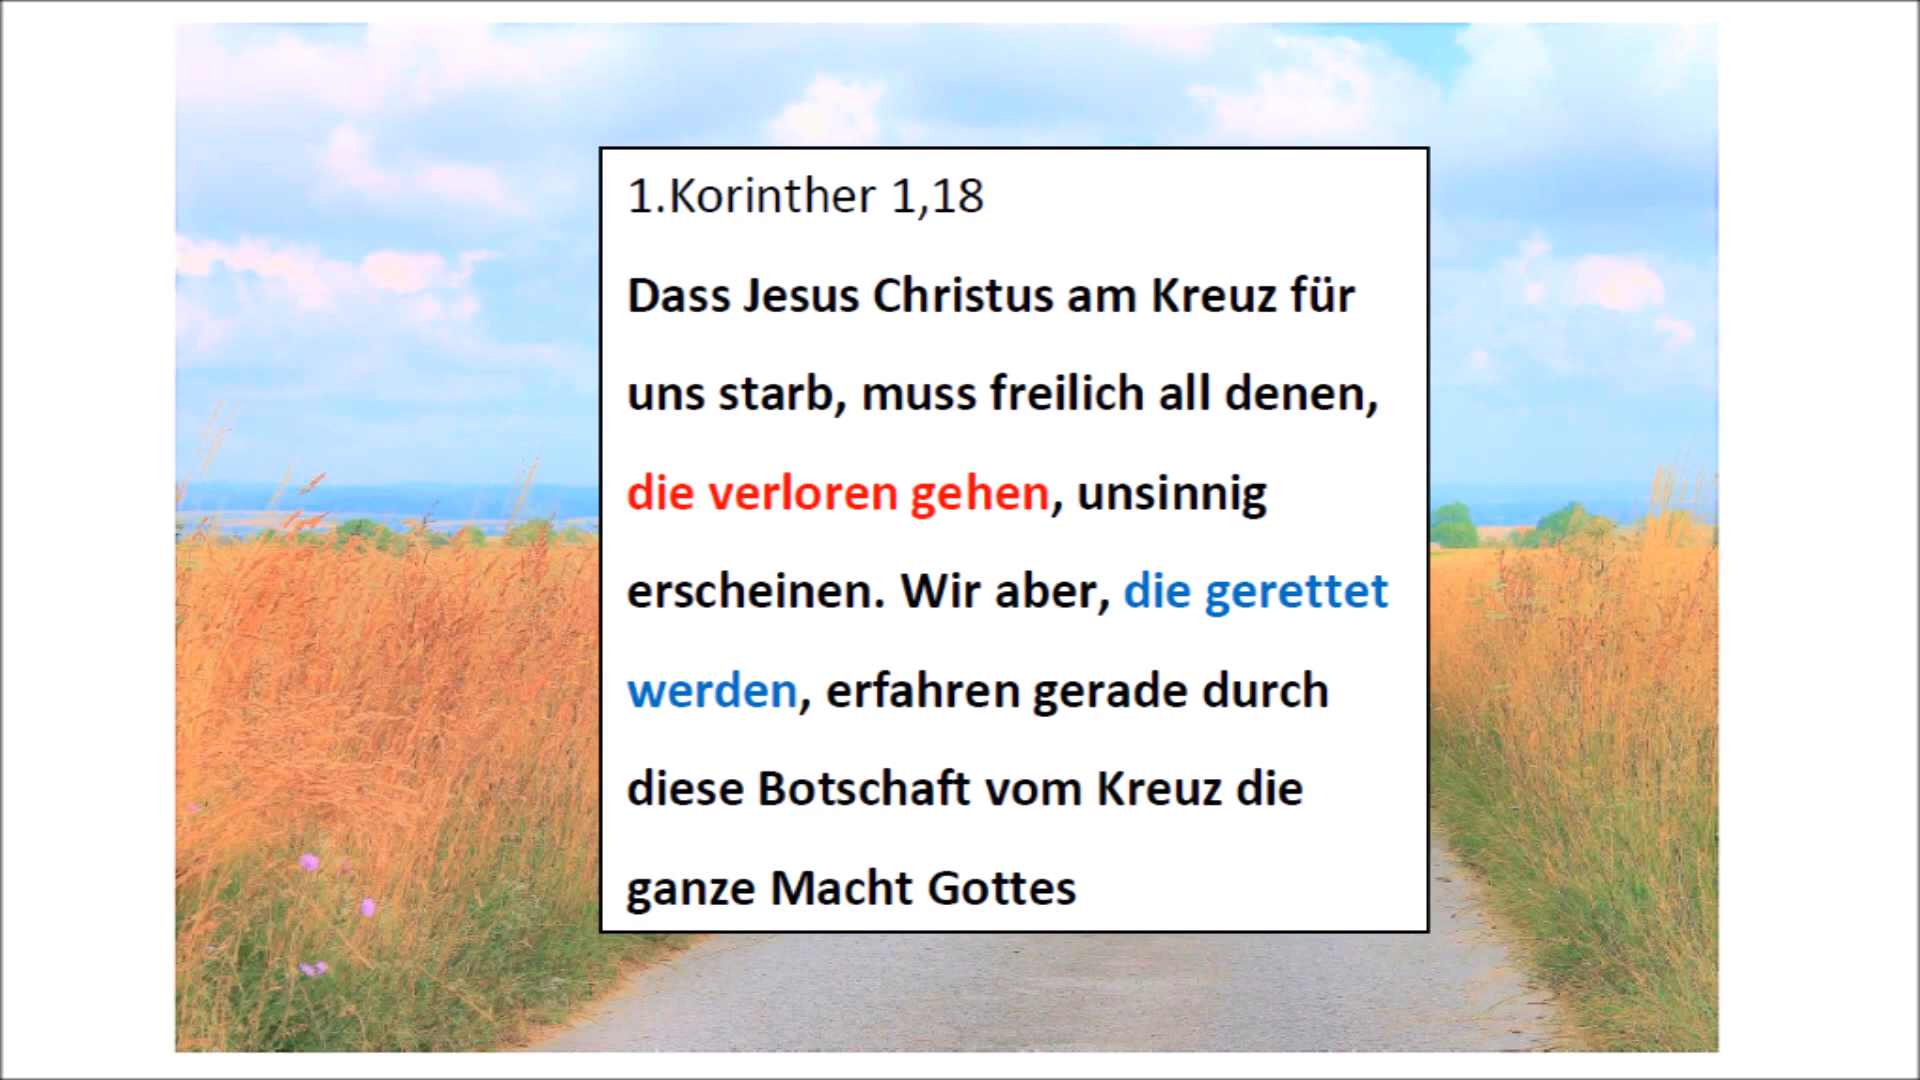 1.Korinther 1,18
Dass Jesus Christus am Kreuz für
uns starb, muss freilich all denen,
die verloren gehen, unsinnig
erscheinen. Wir aber, die gerettet
werden, erfahren gerade durch
diese Botschaft vom Kreuz die
ganze Macht Gottes